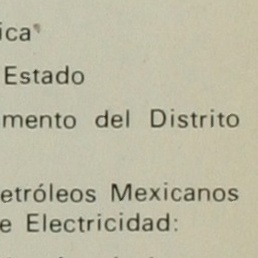 ica
Estado
mento del Distrito
etróleos Mexicanos
e Electricidad: